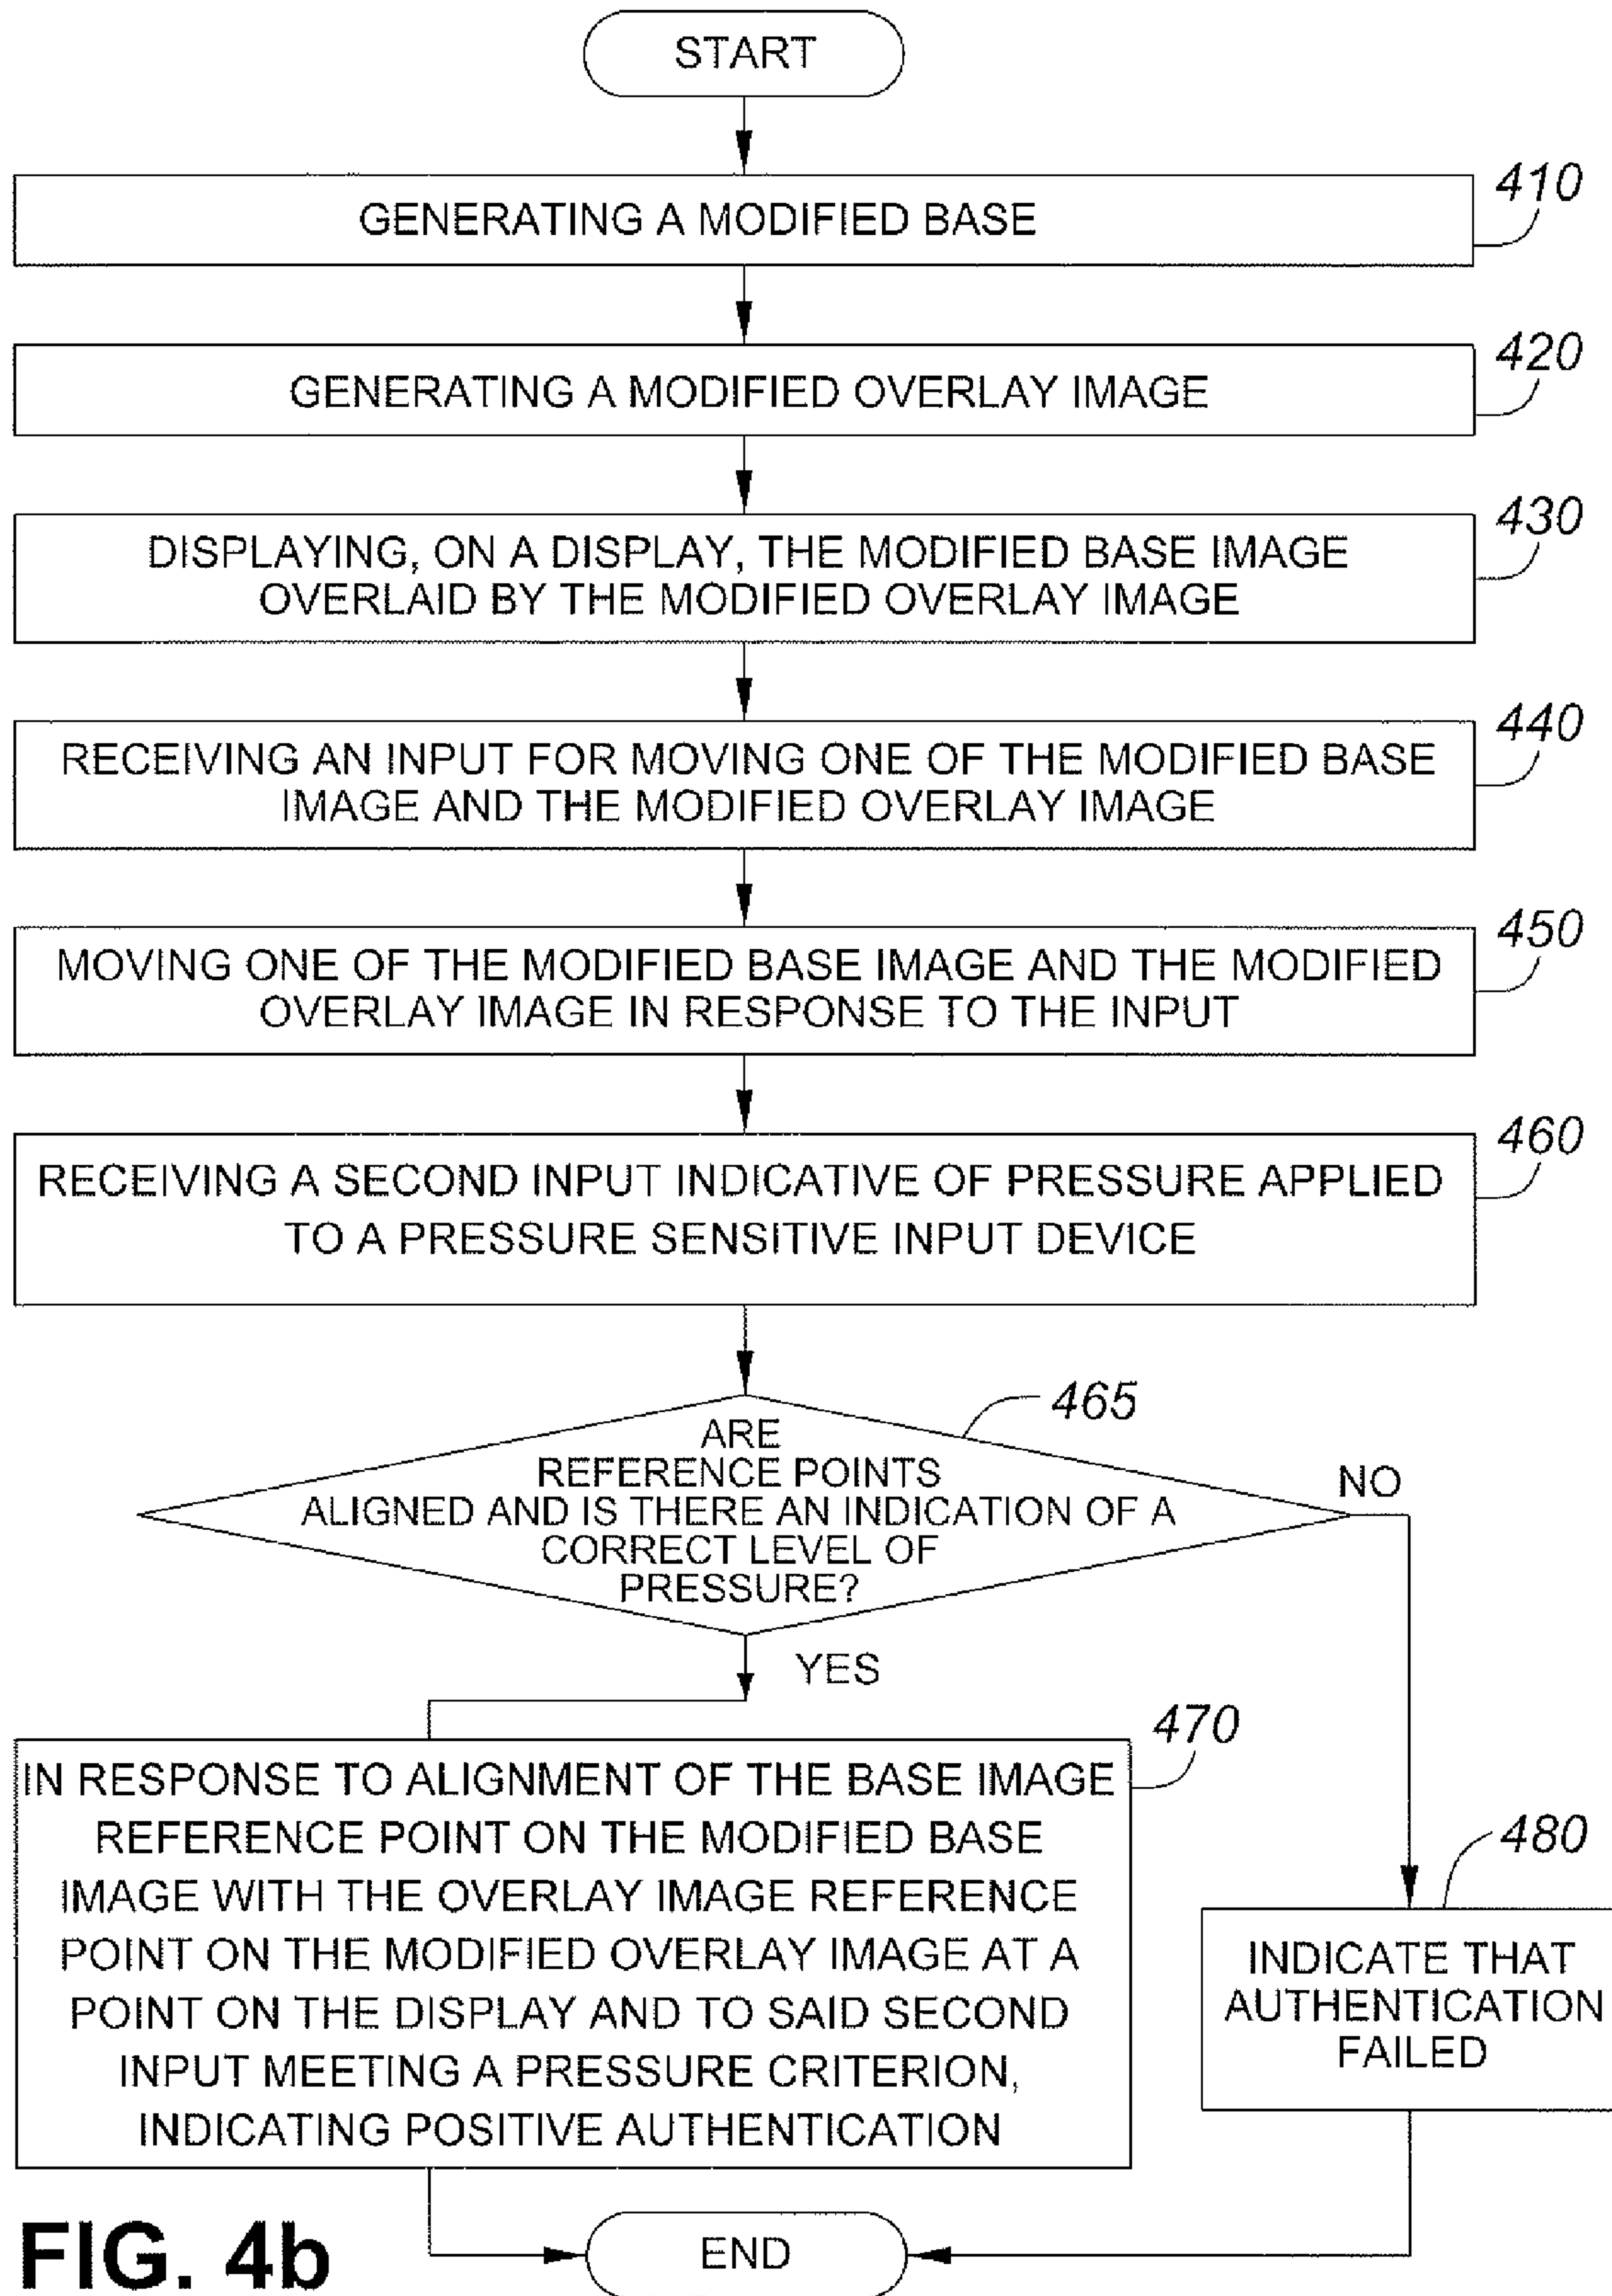 START
410
GENERATING A MODIFIED BASE
420
GENERATING A MODIFIED OVERLAY IMAGE
430
DISPLAYING, ON A DISPLAY, THE MODIFIED BASE IMAGE
OVERLAID BY THE MODIFIED OVERLAY IMAGE
440
RECEIVING AN INPUT FOR MOVING ONE OF THE MODIFIED BASE
IMAGE AND THE MODIFIED OVERLAY IMAGE
450
MOVING ONE OF THE MODIFIED BASE IMAGE AND THE MODIFIED
OVERLAY IMAGE IN RESPONSE TO THE INPUT
460
RECEIVING A SECOND INPUT INDICATIVE OF PRESSURE APPLIED
TO A PRESSURE SENSITIVE INPUT DEVICE
465
ARE
REFERENCE POINTS
ALIGNED AND IS THERE AN INDICATION OF A
CORRECT LEVEL OF
PRESSURE?
NO
YES
470
IN RESPONSE TO ALIGNMENT OF THE BASE IMAGE
REFERENCE POINT ON THE MODIFIED BASE
IMAGE WITH THE OVERLAY IMAGE REFERENCE
POINT ON THE MODIFIED OVERLAY IMAGE AT A
POINT ON THE DISPLAY AND TO SAID SECOND
INPUT MEETING A PRESSURE CRITERION,
INDICATING POSITIVE AUTHENTICATION
480
INDICATE THAT
AUTHENTICATION
FAILED
END
FIG. 4b